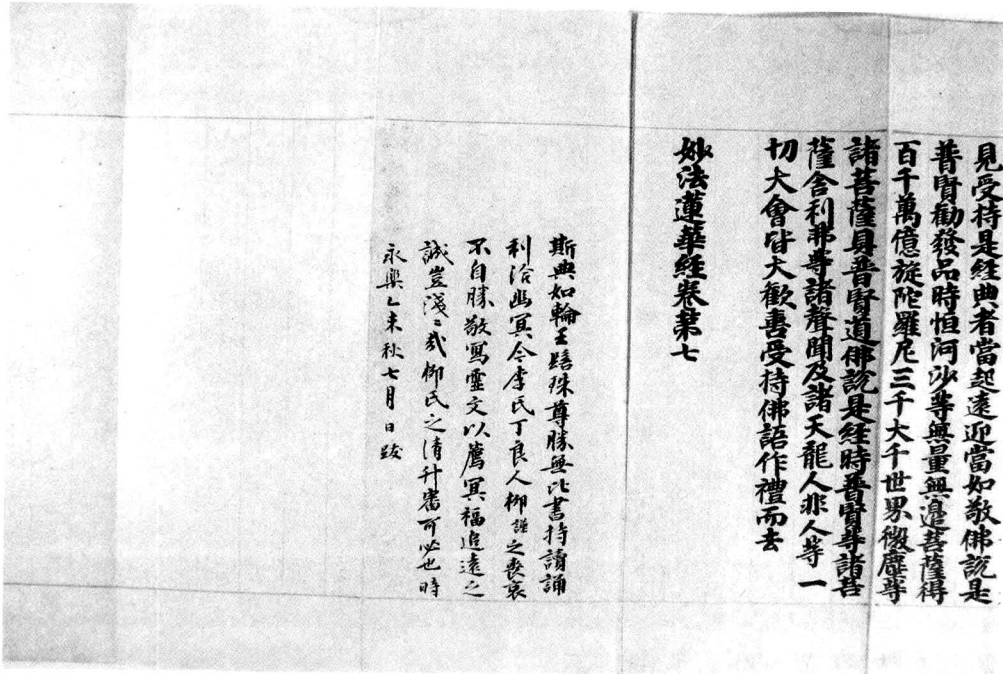 見受持是經典者當起遠迎當如敬佛說是
普賢勸發品時恒河沙等無量無邊菩薩得
百千萬億旋陀羅尼三千大千世界微塵等
諸菩薩具普賢道佛說是經時普賢等諸菩
薩舍利弗等諸聲聞及諸天龍人非人等一
切大會皆大歡喜受持佛語作禮而去
妙法蓮華經卷第七
斯典如輪王髻珠尊勝無比書持讀誦
利洽幽冥今李氏丁良人柳謹之喪哀
不自勝敬寫靈文以薦冥福追遠之
誠豈淺〻哉柳氏之清升審可必也時
永樂乙未秋七月日跋